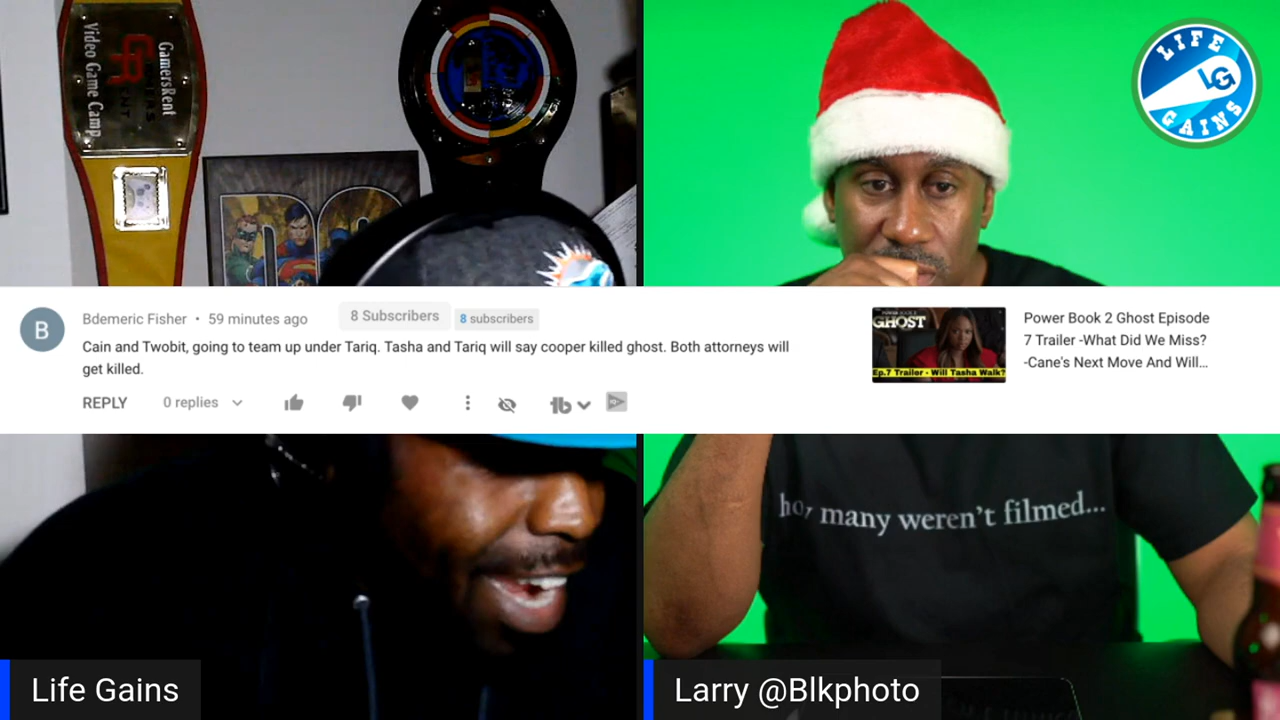 GamersRent
Video Game Camp
GR
DC
LIFE
LG
GAINS
B
Bdemeric Fisher • 59 minutes ago
8 Subscribers
8 subscribers
Cain and Twobit, going to team up under Tariq. Tasha and Tariq will say cooper killed ghost. Both attorneys will
get killed.
REPLY
0 replies
GHOST
Ep.7 Trailer - Will Tasha Walk?
Power Book 2 Ghost Episode
7 Trailer -What Did We Miss?
-Cane's Next Move And Will...
how many weren't filmed...
Life Gains
Larry @Blkphoto